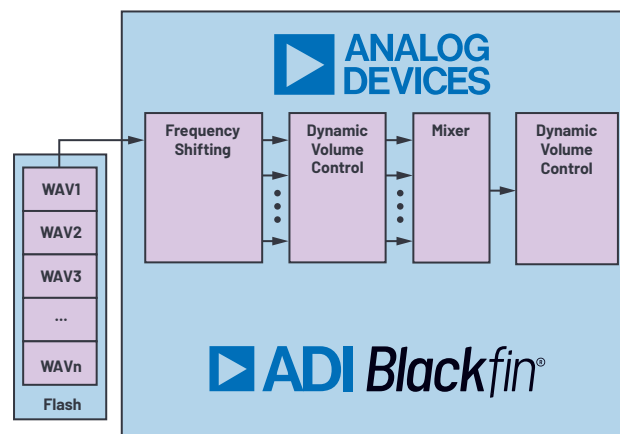 ANALOG
DEVICES
Frequency
Shifting
Dynamic
Volume
Control
Mixer
Dynamic
Volume
Control
WAV1
WAV2
WAV3
...
WAVn
Flash
ADI Blackfin®